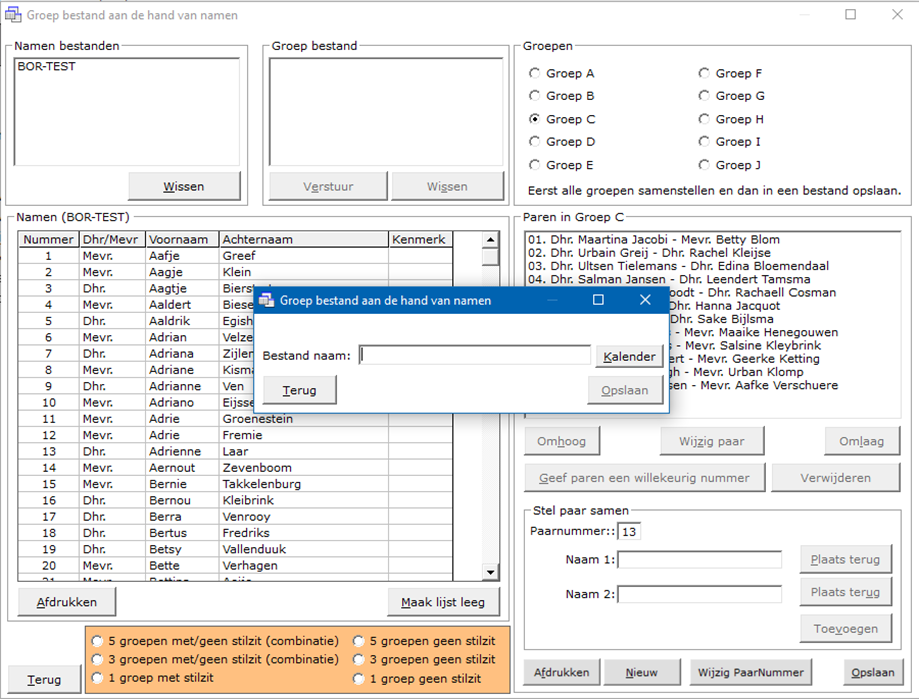 Groep bestand aan de hand van namen
Namen bestanden
BOR-TEST
Wissen
Groep bestand
Verstuur
Wissen
Groepen
Groep A
Groep B
Groep C
Groep D
Groep E
Groep F
Groep G
Groep H
Groep I
Groep J
Eerst alle groepen samenstellen en dan in een bestand opslaan.
Namen (BOR-TEST)
Nummer Dhr/Mevr Voornaam Achternaam Kenmerk
1 Mevr. Aafje Greef
2 Mevr. Aagje Klein
3 Dhr. Aagtje
4 Mevr. Aaldert
5 Dhr. Aaldrik
6 Mevr. Adrian
7 Dhr. Adriana
8 Mevr. Adriane
9 Dhr. Adrianne Ven
10 Mevr. Adriano
11 Mevr. Adrie Groenestein
12 Mevr. Adrie Fremie
13 Dhr. Adrienne Laar
14 Mevr. Aernout Zevenboom
15 Mevr. Bernie Takkelenburg
16 Dhr. Bernou Kleibrink
17 Dhr. Berra Venrooy
18 Dhr. Bertus Fredriks
19 Dhr. Betsy Vallenduuk
20 Mevr. Bette Verhagen
Afdrukken
Maak lijst leeg
Groep bestand aan de hand van namen
Bestand naam:
Kalender
Terug
Opslaan
Paren in Groep C
01. Dhr. Maartina Jacobi - Mevr. Betty Blom
02. Dhr. Urbain Greij - Dhr. Rachel Kleijse
03. Dhr. Ultsen Tielemans - Dhr. Edina Bloemendaal
04. Dhr. Salman Jansen - Dhr. Leendert Tamsma
oodt - Dhr. Rachaell Cosman
Dhr. Hanna Jacquot
Dhr. Sake Bijlsma
- Mevr. Maaike Henegouwen
s - Mevr. Salsine Kleybrink
ert - Mevr. Geerke Ketting
gh - Mevr. Urban Klomp
sen - Mevr. Aafke Verschuere
Omhoog
Wijzig paar
Omlaag
Geef paren een willekeurig nummer
Verwijderen
Stel paar samen
Paarnummer:: 13
Naam 1:
Plaats terug
Naam 2:
Plaats terug
Toevoegen
Terug
5 groepen met/geen stilzit (combinatie)
3 groepen met/geen stilzit (combinatie)
1 groep met stilzit
5 groepen geen stilzit
3 groepen geen stilzit
1 groep geen stilzit
Afdrukken
Nieuw
Wijzig PaarNummer
Opslaan